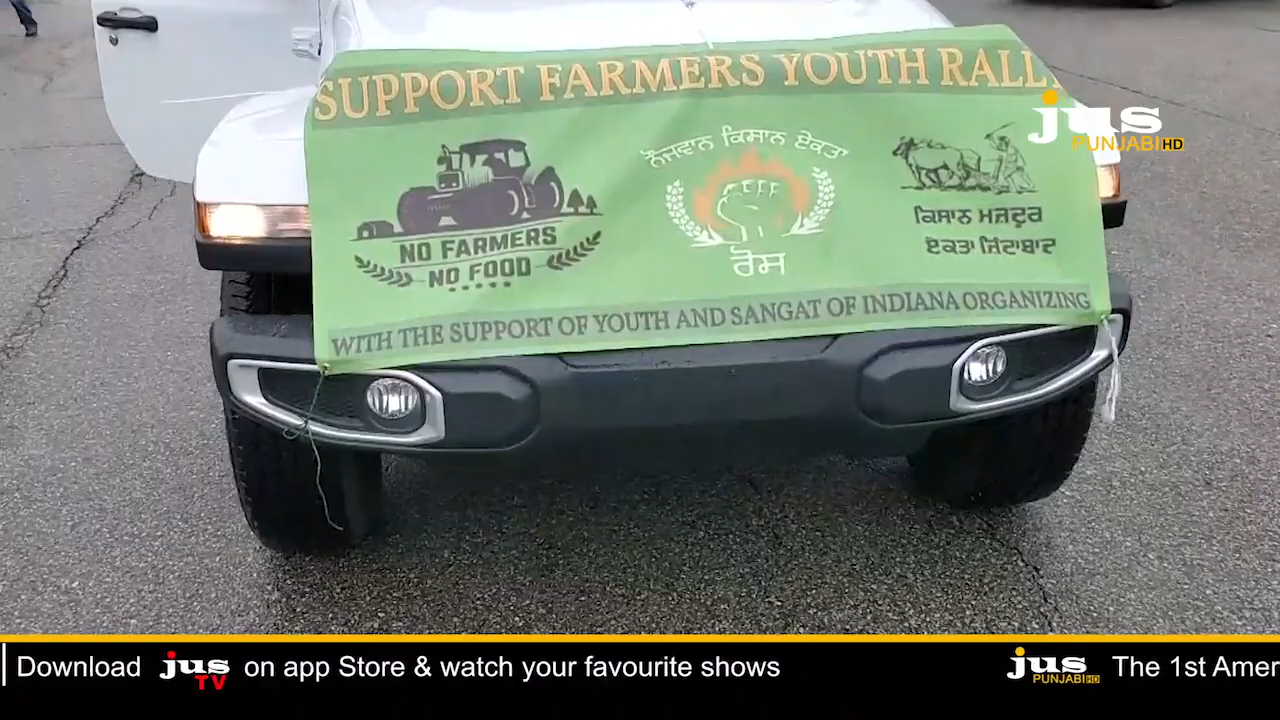 SUPPORT FARMERS YOUTH RALLY
jus
PUNJABI HD
ਨੌਜਵਾਨ ਕਿਸਾਨ ਏਕਤਾ
ਰੋਸ
NO FARMERS
NO FOOD
ਕਿਸਾਨ ਮਜ਼ਦੂਰ
ਏਕਤਾ ਜਿੰਦਾਬਾਦ
WITH THE SUPPORT OF YOUTH AND SANGAT OF INDIANA ORGANIZING
Download jus TV on app Store & watch your favourite shows
jus PUNJABI HD The 1st Amer